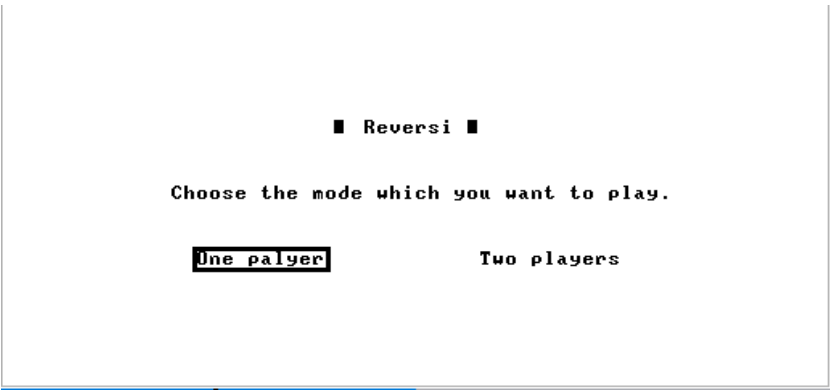 ■ Reversi ■
Choose the mode which you want to play.
One palyer Two players